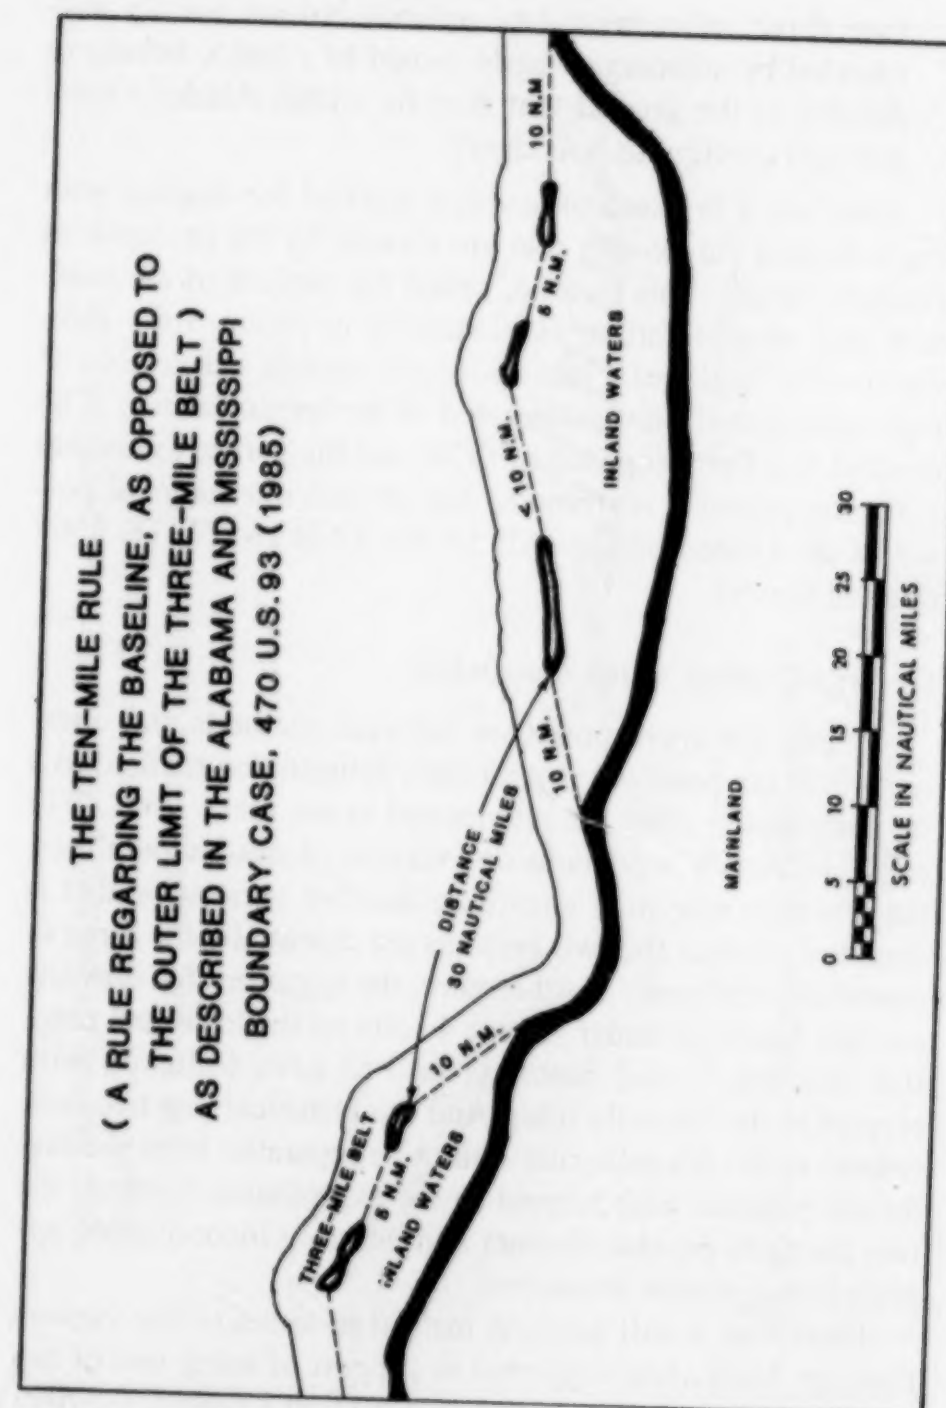 THE TEN-MILE RULE
( A RULE REGARDING THE BASELINE, AS OPPOSED TO
THE OUTER LIMIT OF THE THREE-MILE BELT )
AS DESCRIBED IN THE ALABAMA AND MISSISSIPPI
BOUNDARY CASE, 470 U.S. 93 (1985)
THREE-MILE BELT
5 N.M.
INLAND WATERS
10 N.M.
DISTANCE
30 NAUTICAL MILES
10 N.M.
< 10 N.M.
5 N.M.
10 N.M
INLAND WATERS
MAINLAND
0 5 10 15 20 25 30
SCALE IN NAUTICAL MILES